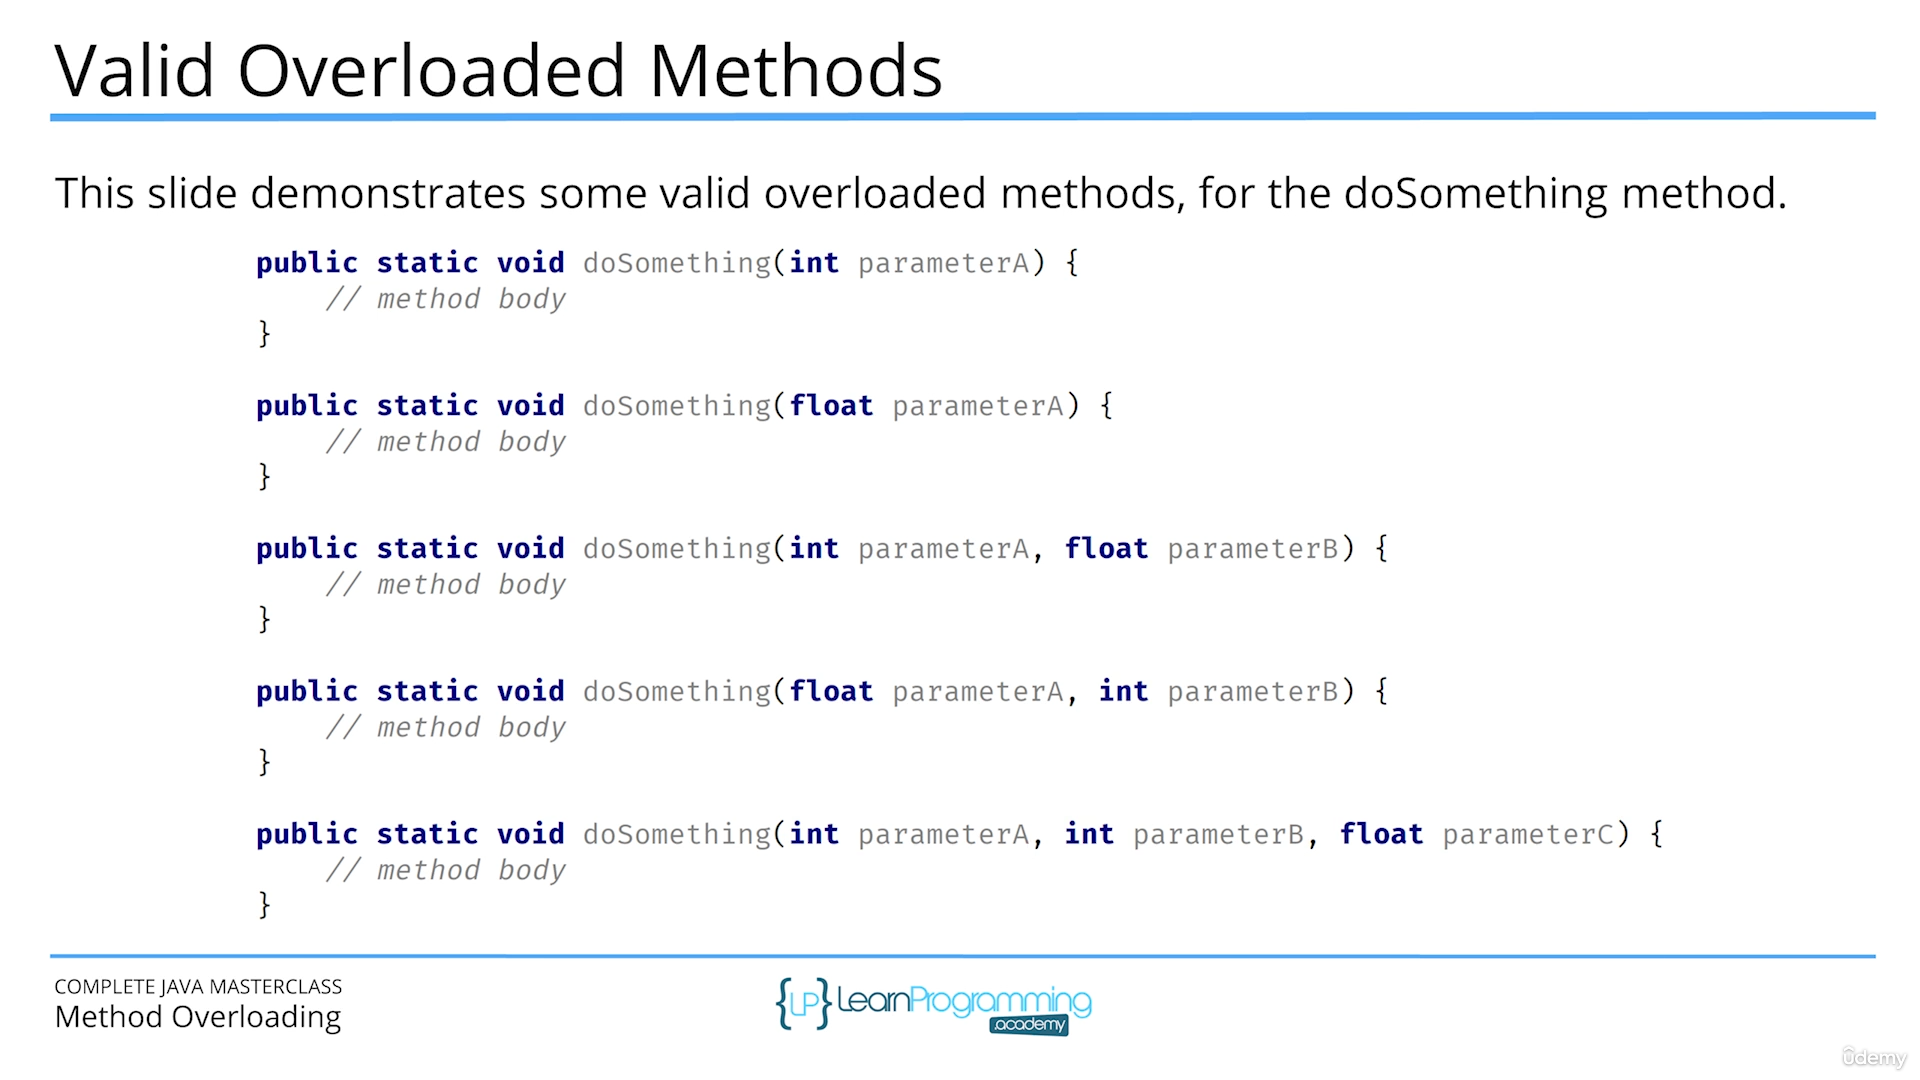 Valid Overloaded Methods
This slide demonstrates some valid overloaded methods, for the doSomething method.
public static void doSomething(int parameterA) {
// method body
}
public static void doSomething(float parameterA) {
// method body
}
public static void doSomething(int parameterA, float parameterB) {
// method body
}
public static void doSomething(float parameterA, int parameterB) {
// method body
}
public static void doSomething(int parameterA, int parameterB, float parameterC) {
// method body
}
COMPLETE JAVA MASTERCLASS
Method Overloading
{LP} LearnProgramming
.academy
ûdemy